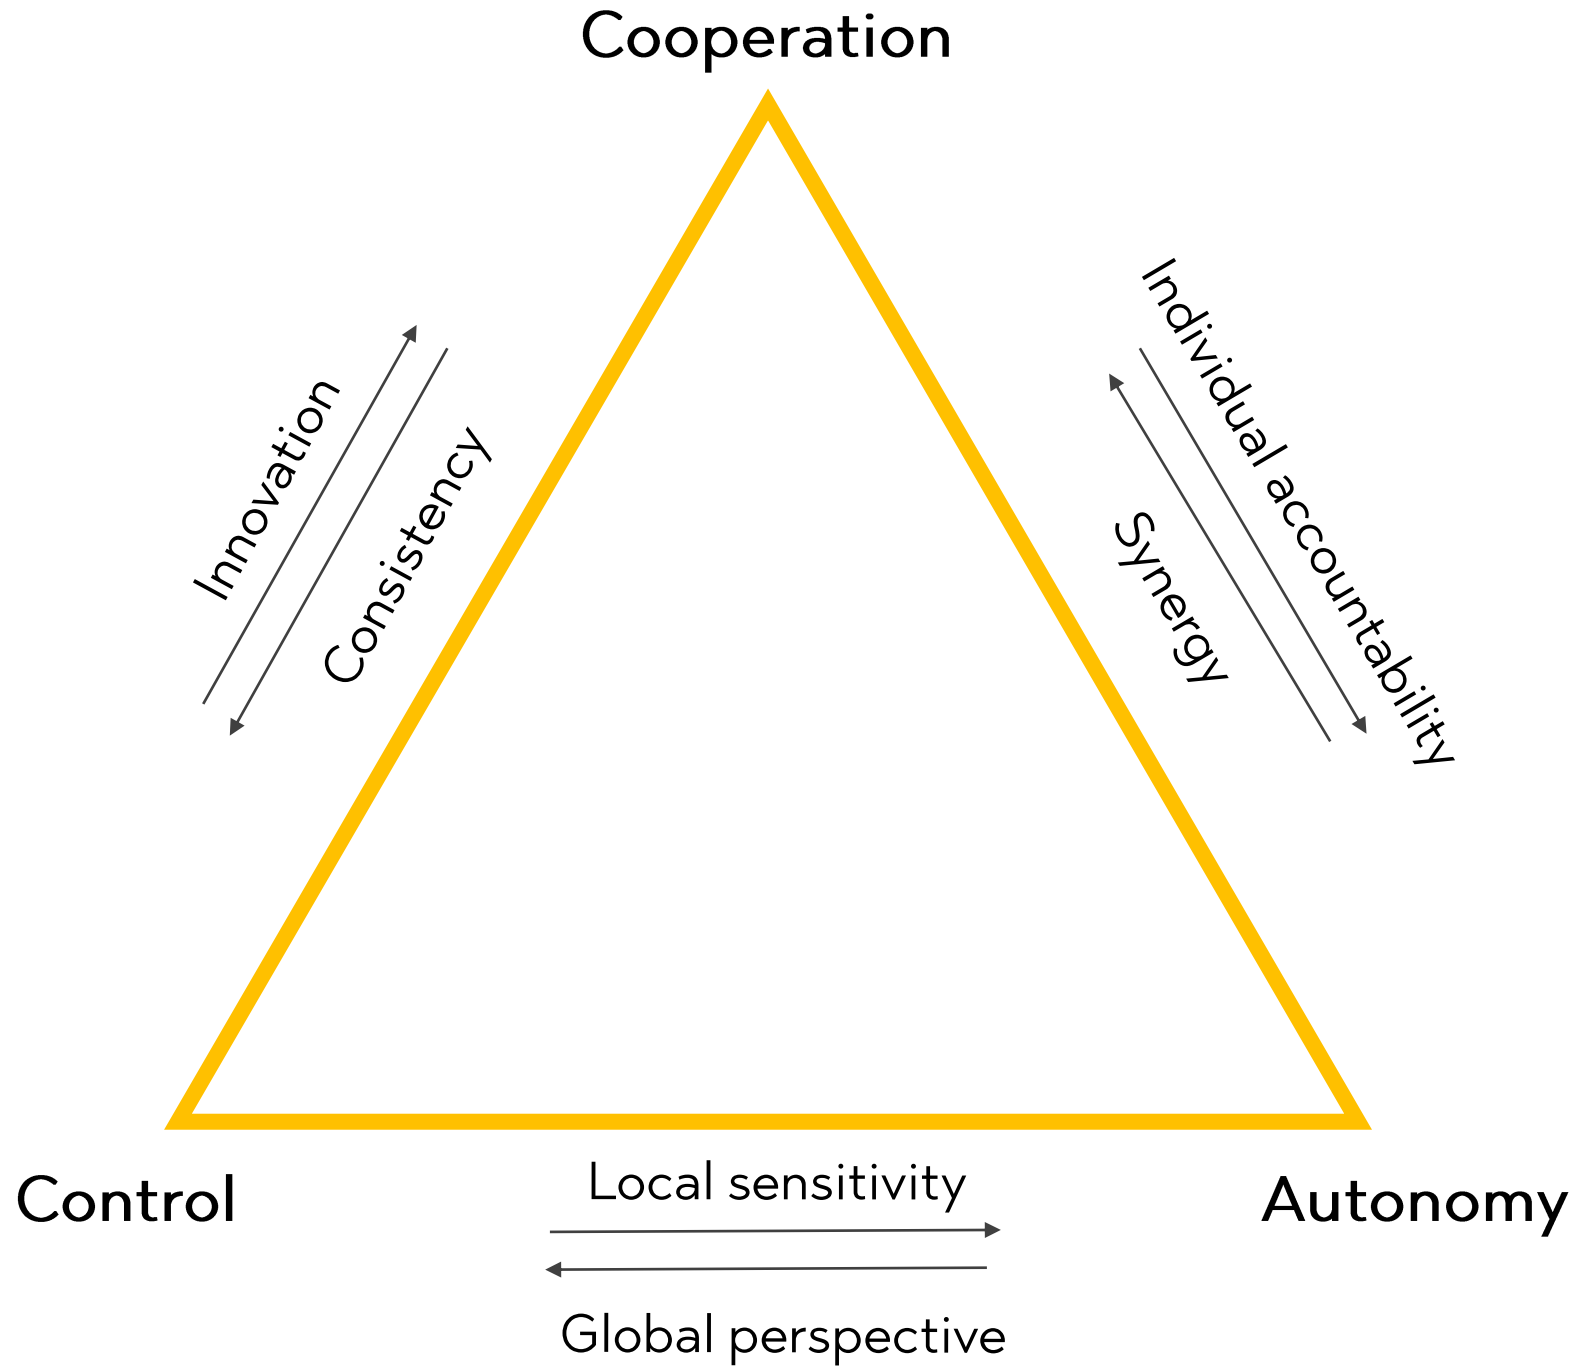 Cooperation
Innovation
Consistency
Individual accountability
Synergy
Control
Local sensitivity
Autonomy
Global perspective